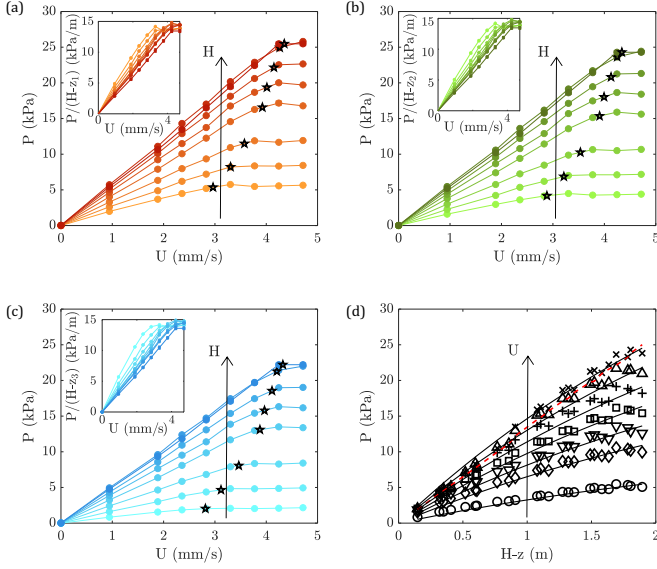 (a)
30
25
20
15
10
5
0
P (kPa)
0 1 2 3 4 5
U (mm/s)
H
15
10
5
0
P/(H-z₁) (kPa/m)
0 4
U (mm/s)
(b)
30
25
20
15
10
5
0
P (kPa)
0 1 2 3 4 5
U (mm/s)
H
15
10
5
0
P/(H-z₂) (kPa/m)
0 4
U (mm/s)
(c)
30
25
20
15
10
5
0
P (kPa)
0 1 2 3 4 5
U (mm/s)
H
15
10
5
0
P/(H-z₃) (kPa/m)
0 4
U (mm/s)
(d)
30
25
20
15
10
5
0
P (kPa)
0 0.5 1 1.5 2
H-z (m)
U